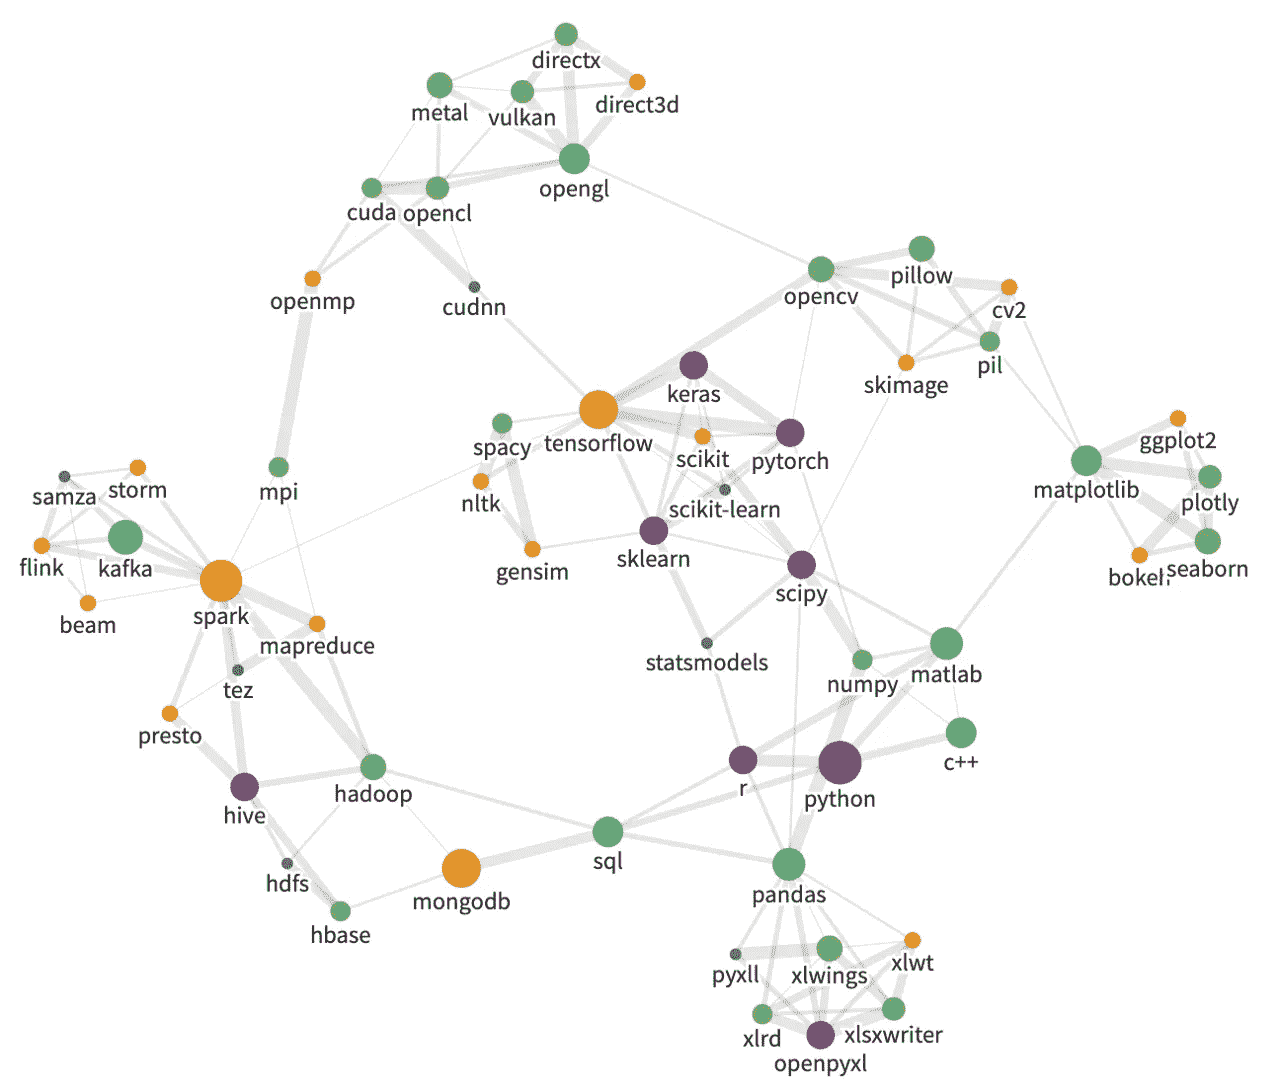 directx
metal
vulkan
direct3d
opengl
cuda
opencl
openmp
cudnn
opencv
pillow
cv2
pil
skimage
keras
tensorflow
scikit
pytorch
spacy
nltk
scikit-learn
sklearn
gensim
scipy
ggplot2
matplotlib
plotly
bokeh
seaborn
samza
storm
mpi
flink
kafka
spark
beam
mapreduce
tez
presto
statsmodels
numpy
matlab
c++
r
python
hive
hadoop
hdfs
hbase
mongodb
sql
pandas
pyxll
xlwings
xlwt
xlrd
xlsxwriter
openpyxl